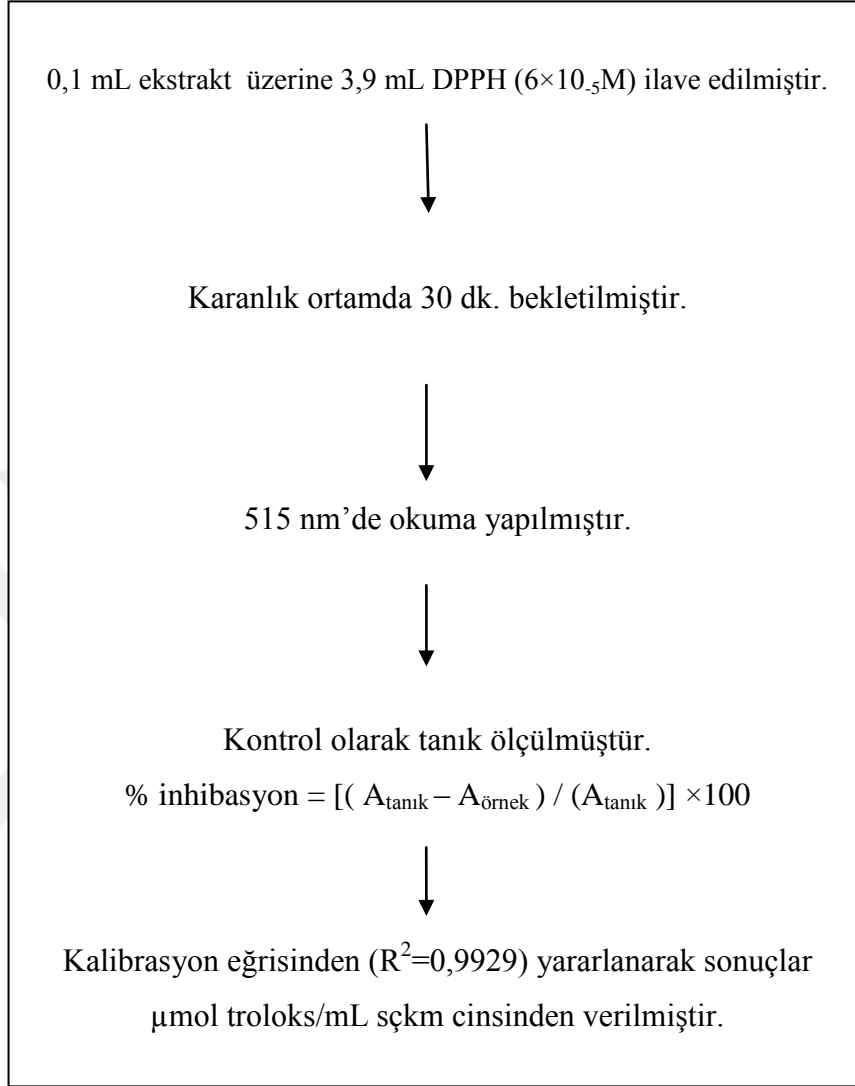 0,1 mL ekstrakt üzerine 3,9 mL DPPH (6×10₋₅M) ilave edilmiştir.
Karanlık ortamda 30 dk. bekletilmiştir.
515 nm’de okuma yapılmıştır.
Kontrol olarak tanık ölçülmüştür.
% inhibasyon = [( Atanık – Aörnek ) / (Atanık )] ×100
Kalibrasyon eğrisinden (R²=0,9929) yararlanarak sonuçlar
µmol troloks/mL sçkm cinsinden verilmiştir.